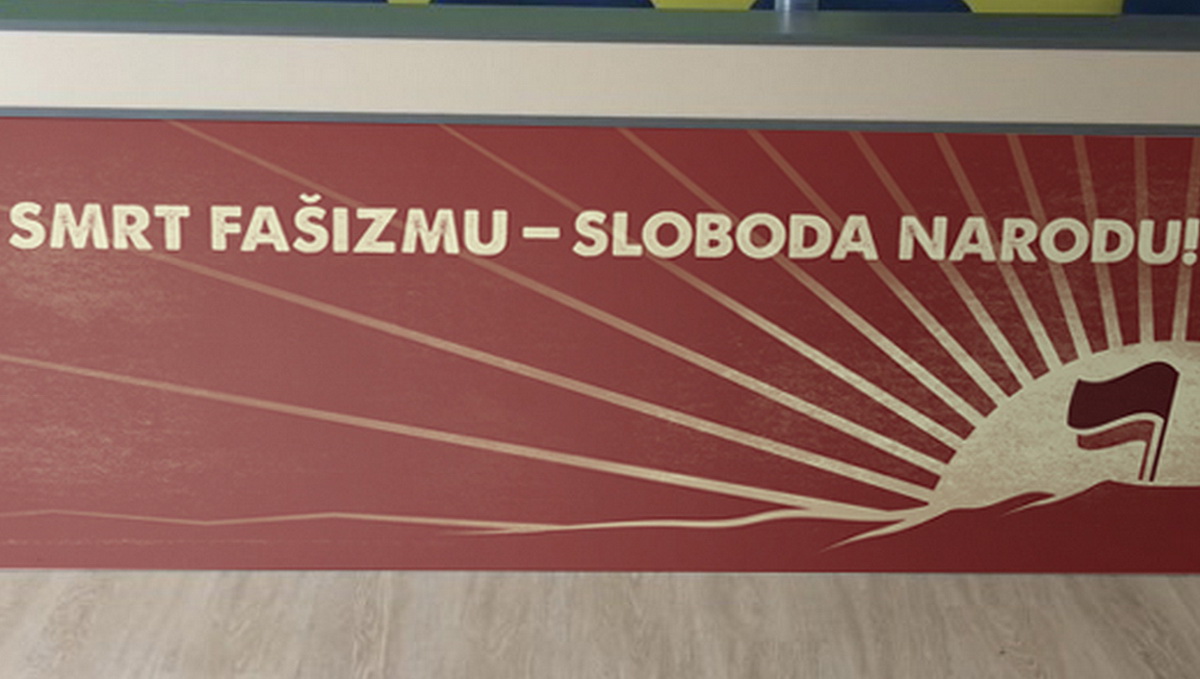 SMRT FAŠIZMU – SLOBODA NARODU!